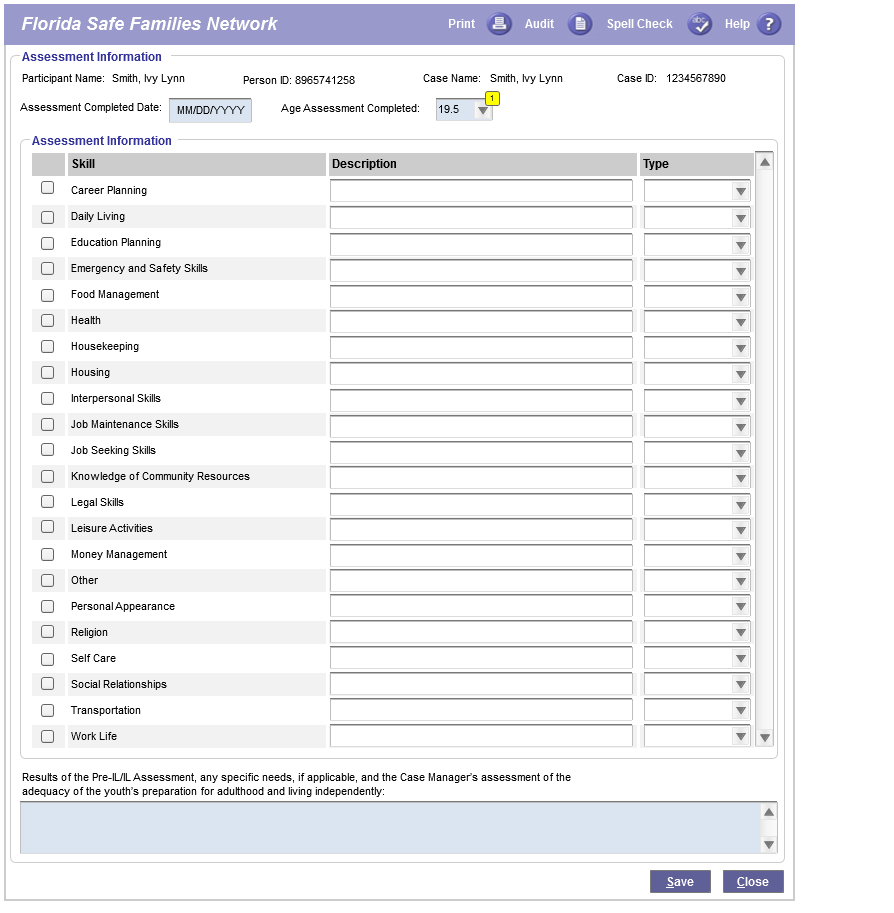 Florida Safe Families Network
Print Audit Spell Check abc Help ?
Assessment Information
Participant Name: Smith, Ivy Lynn Person ID: 8965741258 Case Name: Smith, Ivy Lynn Case ID: 1234567890
Assessment Completed Date: MM/DD/YYYY Age Assessment Completed: 19.5 1
Assessment Information
Skill Description Type
Career Planning
Daily Living
Education Planning
Emergency and Safety Skills
Food Management
Health
Housekeeping
Housing
Interpersonal Skills
Job Maintenance Skills
Job Seeking Skills
Knowledge of Community Resources
Legal Skills
Leisure Activities
Money Management
Other
Personal Appearance
Religion
Self Care
Social Relationships
Transportation
Work Life
Results of the Pre-IL/IL Assessment, any specific needs, if applicable, and the Case Manager's assessment of the
adequacy of the youth's preparation for adulthood and living independently:
Save Close